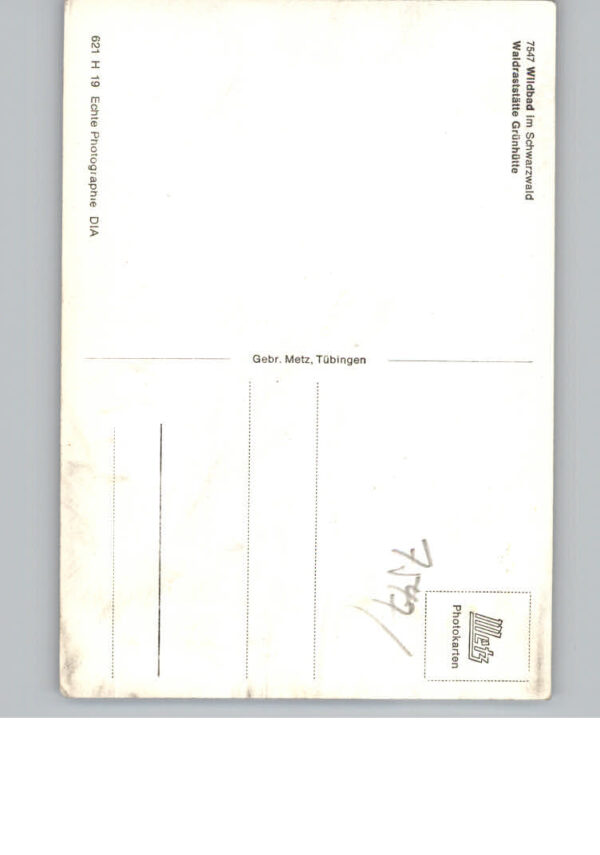 7547 Wildbad im Schwarzwald
Waldraststätte Grünhütte
621 H 19 Echte Photographie DIA
Gebr. Metz, Tübingen
Metz
Photokarten